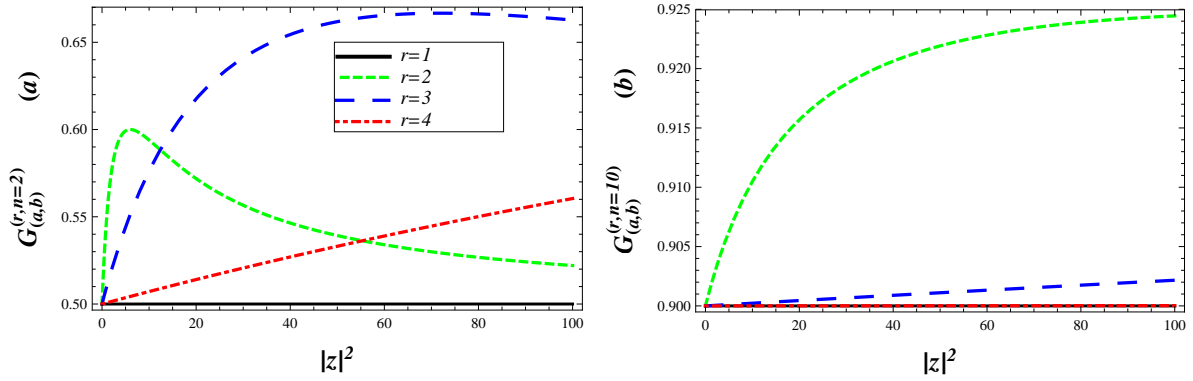 (a)
G(a,b)(r,n=2)
0.65
0.60
0.55
0.50
r=1
r=2
r=3
r=4
0 20 40 60 80 100
|z|2
(b)
G(a,b)(r,n=10)
0.925
0.920
0.915
0.910
0.905
0.900
0 20 40 60 80 100
|z|2